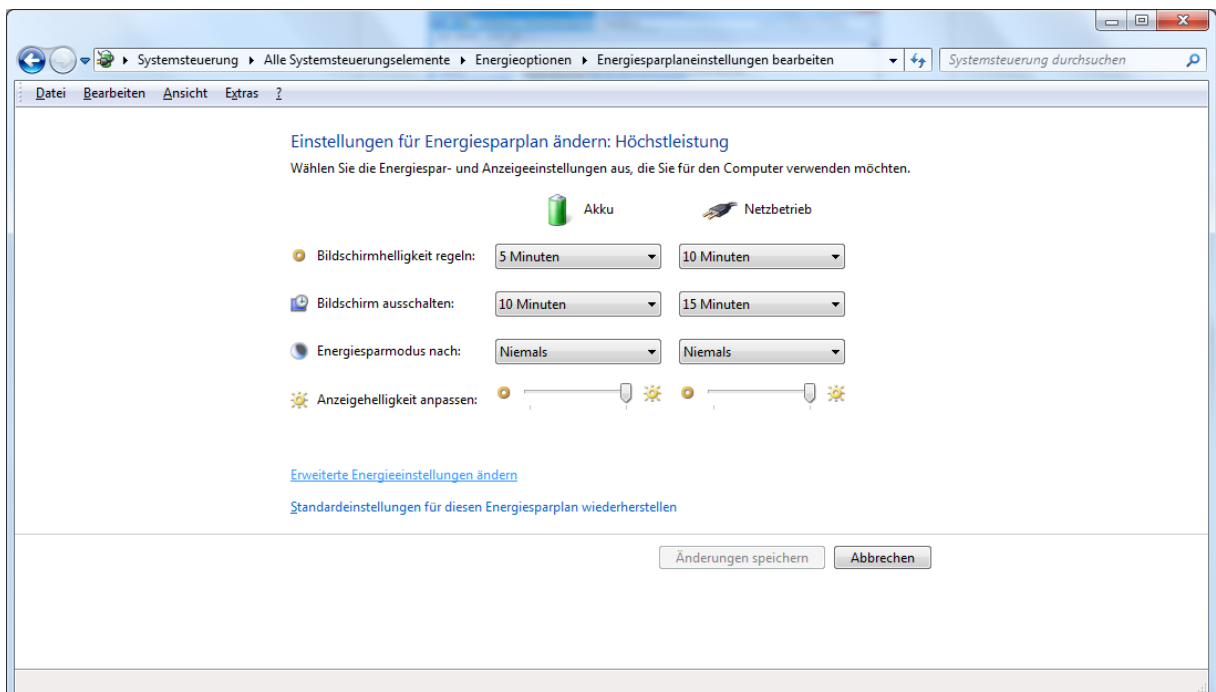 Systemsteuerung Alle Systemsteuerungselemente Energieoptionen Energiesparplaneinstellungen bearbeiten Systemsteuerung durchsuchen
Datei Bearbeiten Ansicht Extras ?
Einstellungen für Energiesparplan ändern: Höchstleistung
Wählen Sie die Energiespar- und Anzeigeeinstellungen aus, die Sie für den Computer verwenden möchten.
Akku Netzbetrieb
Bildschirmhelligkeit regeln: 5 Minuten 10 Minuten
Bildschirm ausschalten: 10 Minuten 15 Minuten
Energiesparmodus nach: Niemals Niemals
Anzeigehelligkeit anpassen:
Erweiterte Energieeinstellungen ändern
Standardeinstellungen für diesen Energiesparplan wiederherstellen
Änderungen speichern Abbrechen